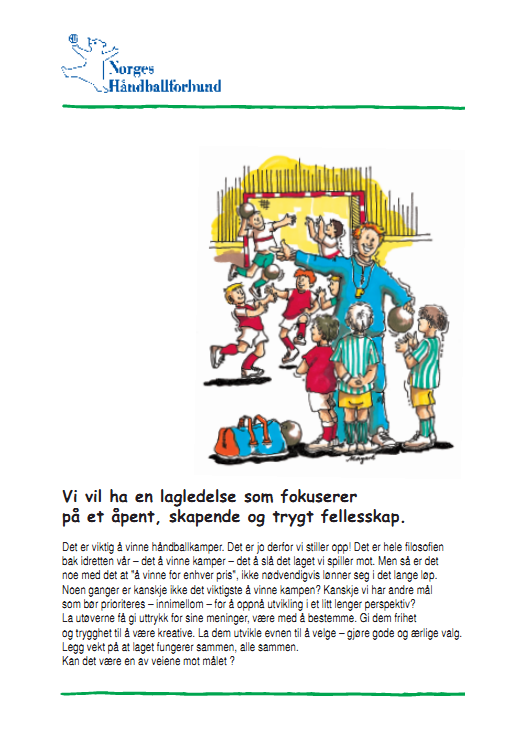 Norges
Håndballforbund
Vi vil ha en lagledelse som fokuserer
på et åpent, skapende og trygt fellesskap.
Det er viktig å vinne håndballkamper. Det er jo derfor vi stiller opp! Det er hele filosofien
bak idretten vår – det å vinne kamper – det å slå det laget vi spiller mot. Men så er det
noe med det at "å vinne for enhver pris", ikke nødvendigvis lønner seg i det lange løp.
Noen ganger er kanskje ikke det viktigste å vinne kampen? Kanskje vi har andre mål
som bør prioriteres – innimellom – for å oppnå utvikling i et litt lenger perspektiv?
La utøverne få gi uttrykk for sine meninger, være med å bestemme. Gi dem frihet
og trygghet til å være kreative. La dem utvikle evnen til å velge – gjøre gode og ærlige valg.
Legg vekt på at laget fungerer sammen, alle sammen.
Kan det være en av veiene mot målet ?